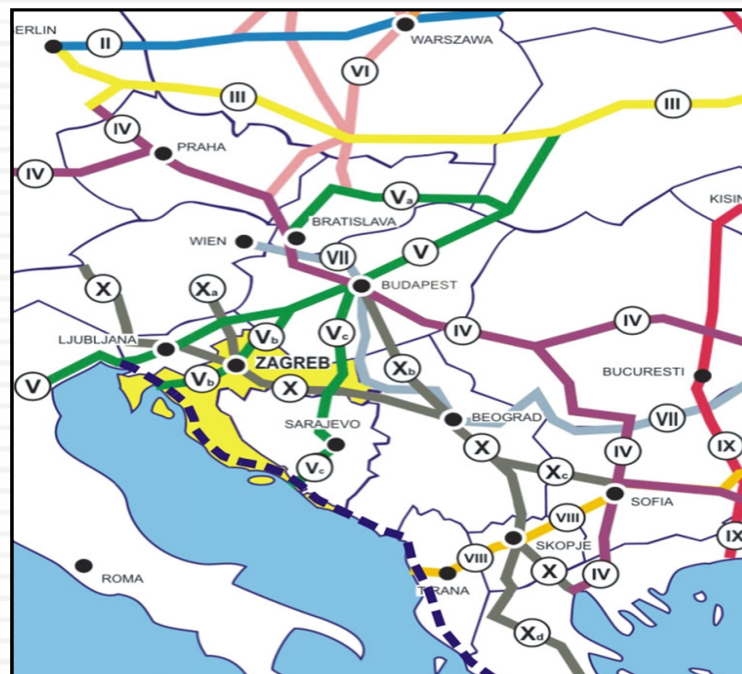 BERLIN
II
WARSZAWA
VI
III
III
IV
PRAHA
IV
Va
KISIN
BRATISLAVA
WIEN
VII
V
BUDAPEST
X
Xa
IV
IV
LJUBLJANA
Vb
Vc
ZAGREB
Xb
BUCURESTI
V
Vb
X
BEOGRAD
VII
SARAJEVO
X
IV
IX
Vc
Xc
SOFIA
VIII
IX
SKOPJE
VIII
ROMA
TIRANA
X
IV
Xd